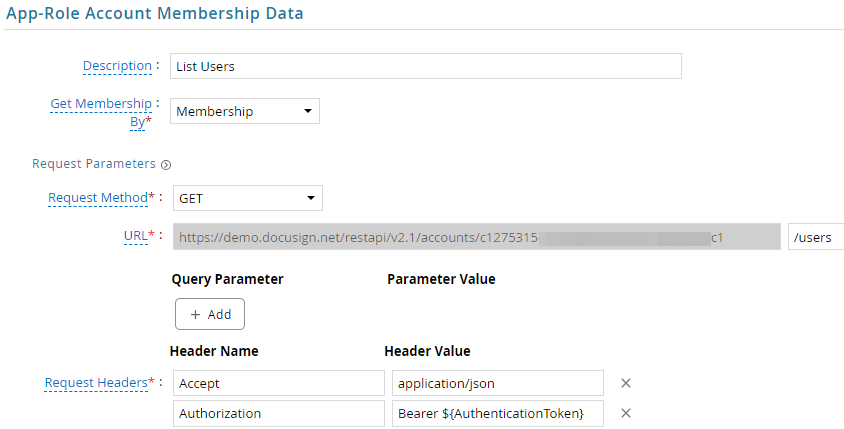 App-Role Account Membership Data
Description : List Users
Get Membership : Membership
By*
Request Parameters
Request Method* : GET
URL* : https://demo.docusign.net/restapi/v2.1/accounts/c1275315 c1 /users
Query Parameter Parameter Value
+ Add
Header Name Header Value
Request Headers* : Accept application/json ×
Authorization Bearer ${AuthenticationToken} ×